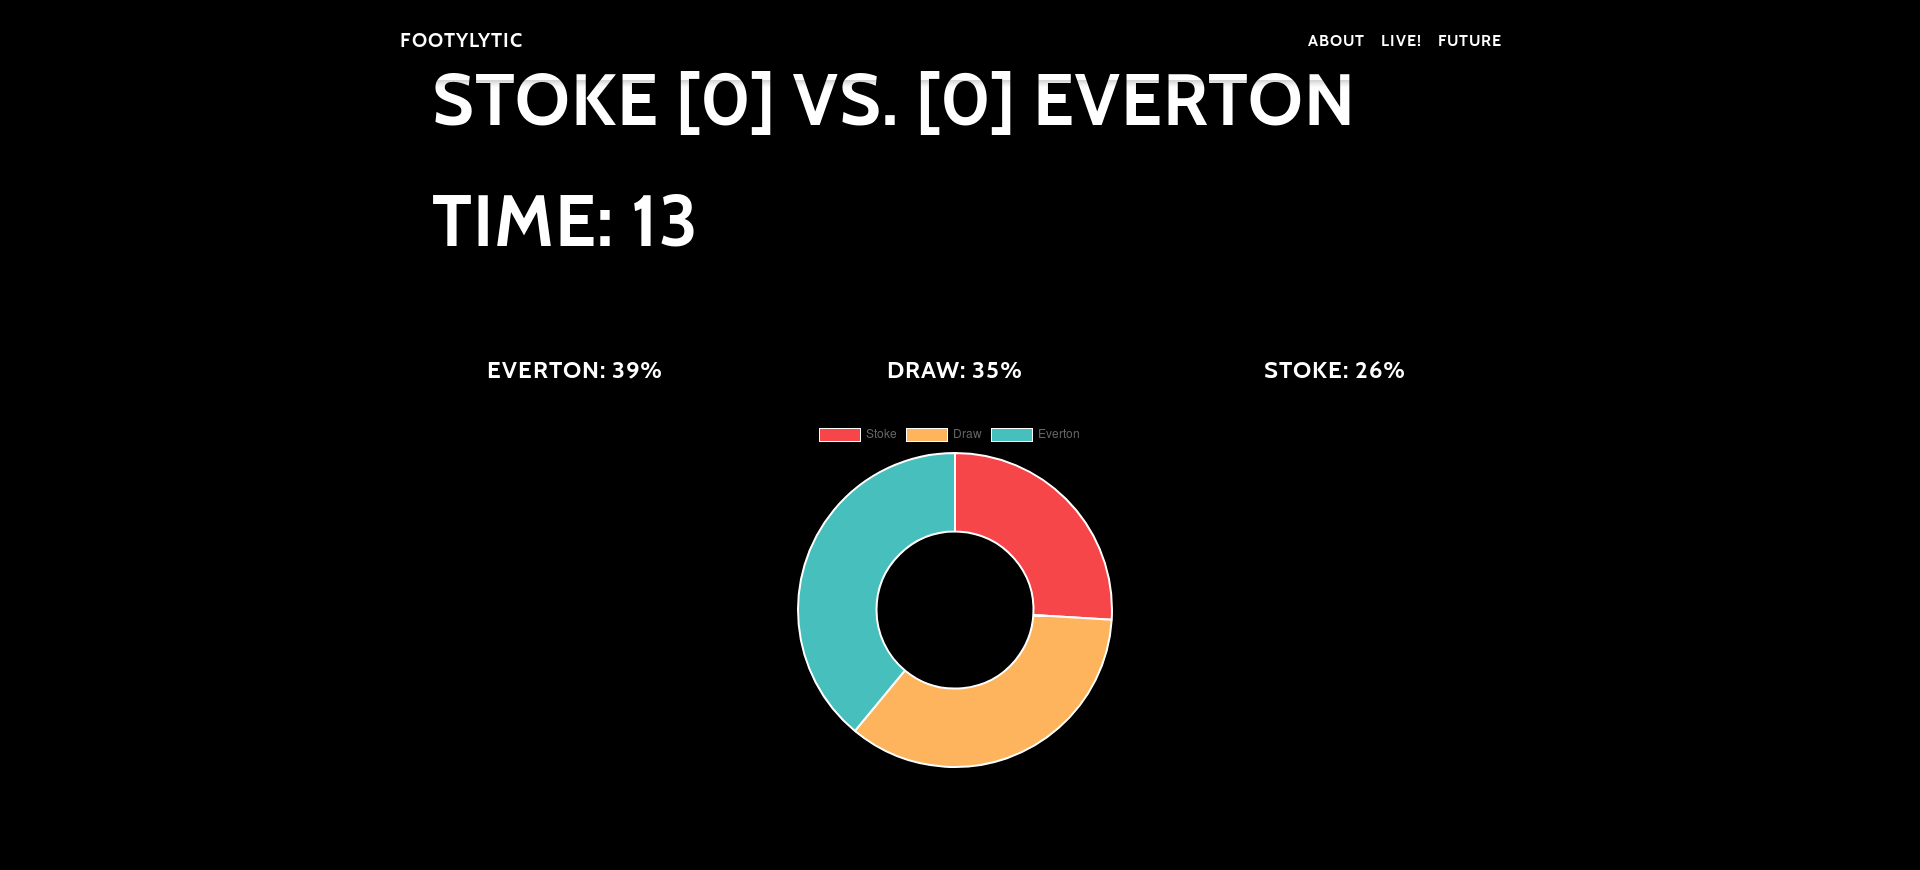 FOOTYLYTIC
ABOUT LIVE! FUTURE
STOKE [0] VS. [0] EVERTON
TIME: 13
EVERTON: 39% DRAW: 35% STOKE: 26%
Stoke Draw Everton